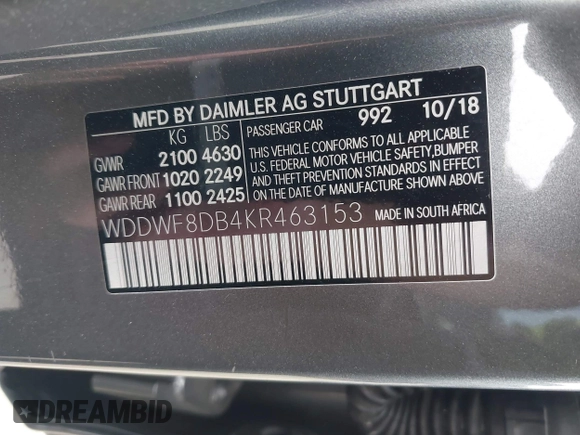 MFD BY DAIMLER AG STUTTGART
KG LBS PASSENGER CAR 992 10/18
GVWR 2100 4630 THIS VEHICLE CONFORMS TO ALL APPLICABLE
GAWR FRONT 1020 2249 U.S. FEDERAL MOTOR VEHICLE SAFETY, BUMPER
GAWR REAR 1100 2425 AND THEFT PREVENTION STANDARDS IN EFFECT
ON THE DATE OF MANUFACTURE SHOWN ABOVE.
WDDWF8DB4KR463153 MADE IN SOUTH AFRICA
DREAMBID